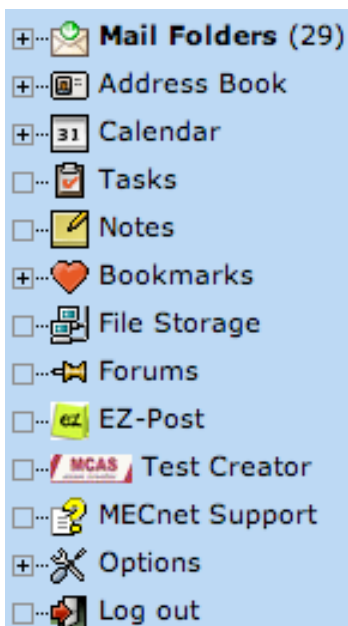 Mail Folders (29)
Address Book
31 Calendar
Tasks
Notes
Bookmarks
File Storage
Forums
ez EZ-Post
MCAS Test Creator
MECnet Support
Options
Log out